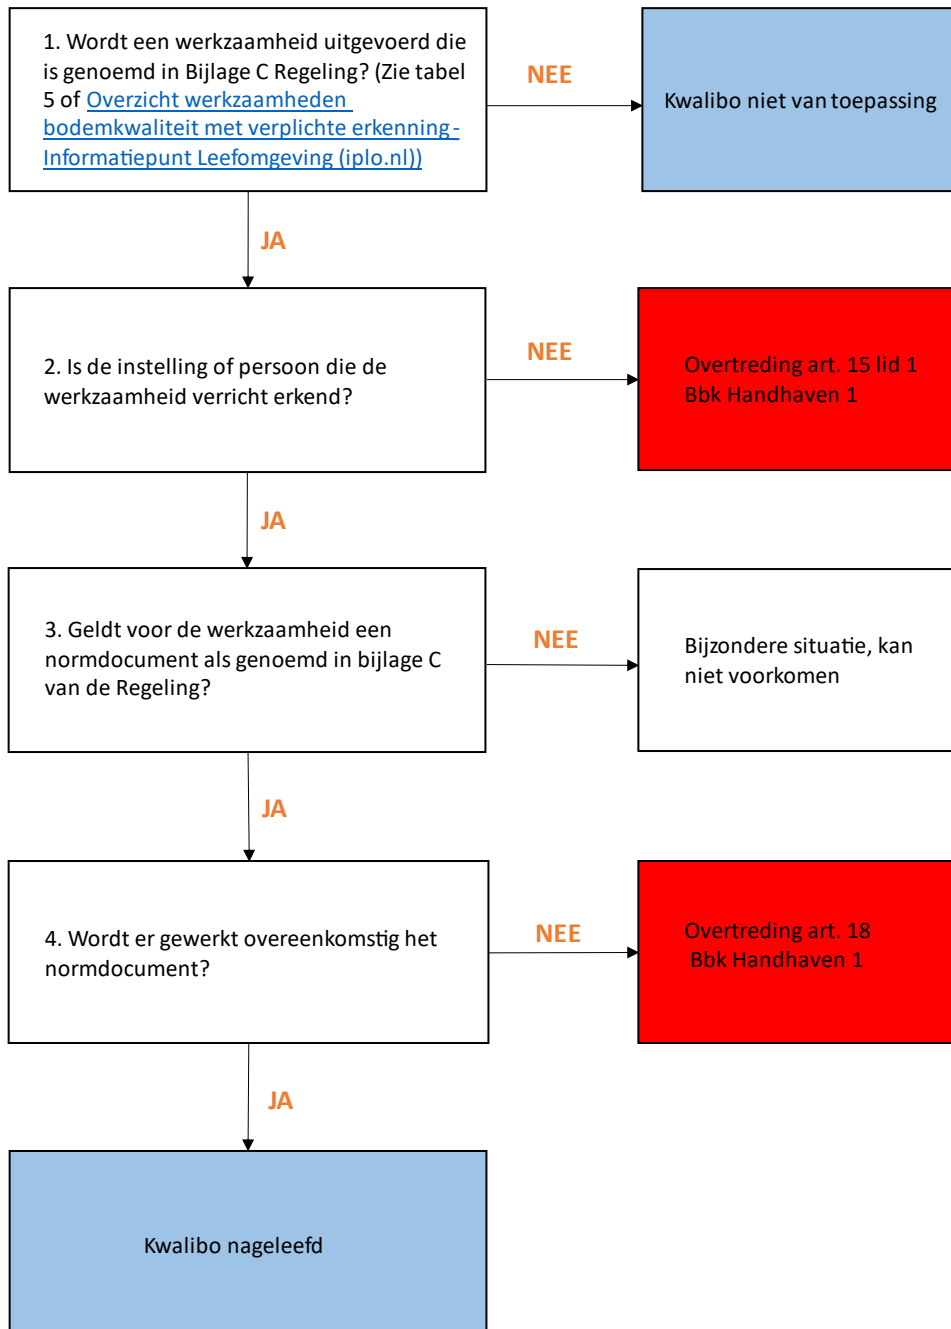 1. Wordt een werkzaamheid uitgevoerd die
is genoemd in Bijlage C Regeling? (Zie tabel
5 of Overzicht werkzaamheden
bodemkwaliteit met verplichte erkenning -
Informatiepunt Leefomgeving (iplo.nl))
NEE
Kwalibo niet van toepassing
JA
2. Is de instelling of persoon die de
werkzaamheid verricht erkend?
NEE
Overtreding art. 15 lid 1
Bbk Handhaven 1
JA
3. Geldt voor de werkzaamheid een
normdocument als genoemd in bijlage C
van de Regeling?
NEE
Bijzondere situatie, kan
niet voorkomen
JA
4. Wordt er gewerkt overeenkomstig het
normdocument?
NEE
Overtreding art. 18
Bbk Handhaven 1
JA
Kwalibo nageleefd